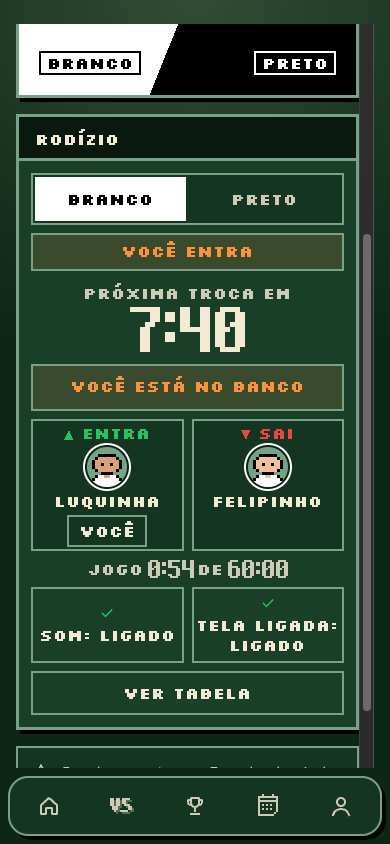 BRANCO
PRETO
RODÍZIO
BRANCO
PRETO
VOCÊ ENTRA
PRÓXIMA TROCA EM
7:40
VOCÊ ESTÁ NO BANCO
▲ ENTRA
LUQUINHA
VOCÊ
▼ SAI
FELIPINHO
JOGO 0:54 DE 60:00
✓
SOM: LIGADO
✓
TELA LIGADA:
LIGADO
VER TABELA
VS